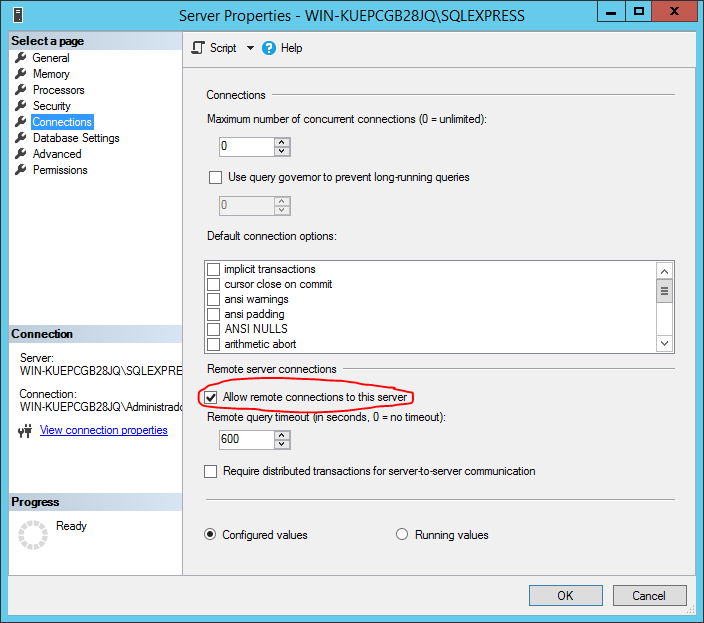 Server Properties - WIN-KUEPCGB28JQ\SQLEXPRESS
X
Select a page
General
Memory
Processors
Security
Connections
Database Settings
Advanced
Permissions
Connection
Server:
WIN-KUEPCGB28JQ\SQLEXPRE
Connection:
WIN-KUEPCGB28JQ\Administrado
View connection properties
Progress
Ready
Script
Help
Connections
Maximum number of concurrent connections (0 = unlimited):
0
Use query governor to prevent long-running queries
0
Default connection options:
implicit transactions
cursor close on commit
ansi warnings
ansi padding
ANSI NULLS
arithmetic abort
Remote server connections
Allow remote connections to this server
Remote query timeout (in seconds, 0 = no timeout):
600
Require distributed transactions for server-to-server communication
Configured values
Running values
OK
Cancel